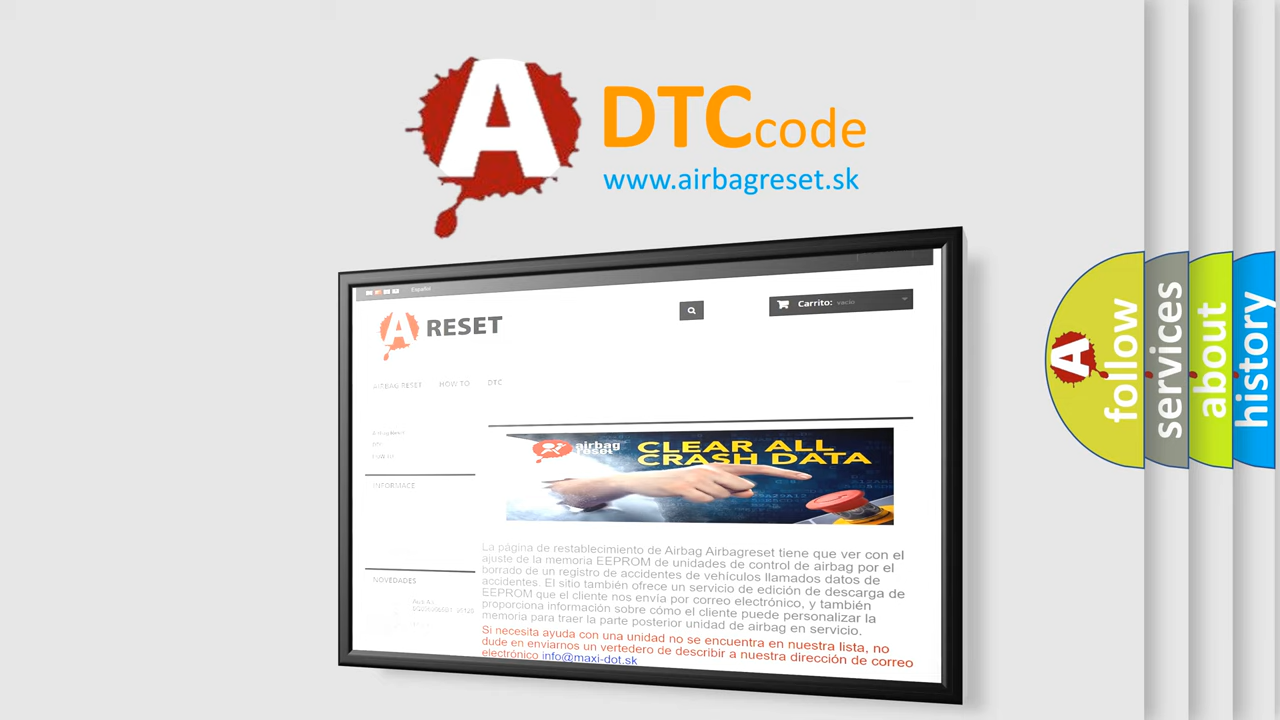 A DTCcode
www.airbagreset.sk
Español
A RESET
Carrito: vacío
AIRBAG RESET HOW TO DTC
INFORMACE
NOVEDADES
airbag
reset
CLEAR ALL
CRASH DATA
La página de restablecimiento de Airbag Airbagreset tiene que ver con el
ajuste de la memoria EEPROM de unidades de control de airbag por el
borrado de un registro de accidentes de vehículos llamados datos de
accidentes. El sitio también ofrece un servicio de edición de descarga de
EEPROM que el cliente nos envía por correo electrónico, y también
proporciona información sobre cómo el cliente puede personalizar la
memoria para traer la parte posterior unidad de airbag en servicio.
Si necesita ayuda con una unidad no se encuentra en nuestra lista, no
dude en enviarnos un vertedero de describir a nuestra dirección de correo
electrónico info@maxi-dot.sk
A
follow
services
about
history